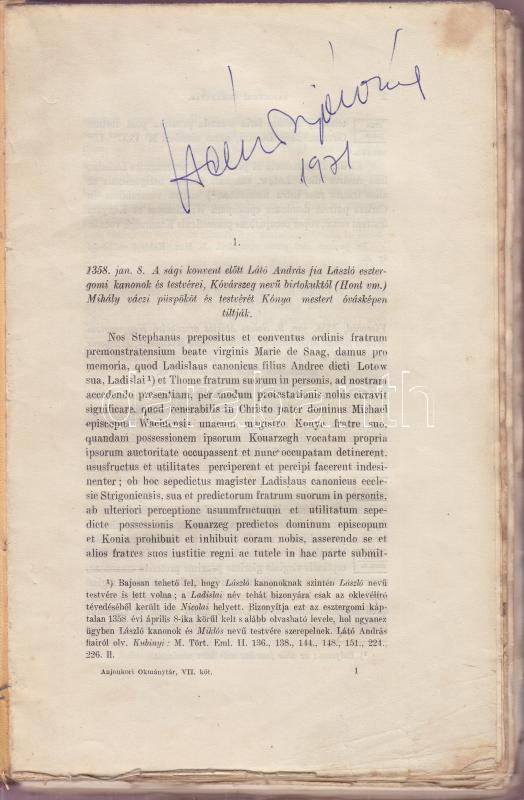 1971
1.
1358. jan. 8. A sági konvent előtt Látó András fia László eszter-
gomi kanonok és testvérei, Kóvárszeg nevű birtokuktól (Hont vm.)
Mihály váczi püspököt és testvérét Kónya mestert óvásképen
tiltják.
Nos Stephanus prepositus et conventus ordinis fratrum
premonstratensium beate virginis Marie de Saag, damus pro
memoria, quod Ladislaus canonicus filius Andree dicti Lotow
sua, Ladislai ¹) et Thome fratrum suorum in personis, ad nostram
accedendo presentiam, per modum protestationis nobis curavit
significare, quod venerabilis in Christo pater dominus Michael
episcopus Waciensis unacum magistro Konya fratre suo,
quandam possessionem ipsorum Kouarzegh vocatam propria
ipsorum auctoritate occupassent et nunc occupatam detinerent,
ususfructus et utilitates perciperent et percipi facerent indesi-
nenter ; ob hoc sepedictus magister Ladislaus canonicus eccle-
sie Strigoniensis, sua et predictorum fratrum suorum in personis,
ab ulteriori perceptione usuumfructuum et utilitatum sepe-
dicte possessionis Kouarzeg predictos dominum episcopum
et Konia prohibuit et inhibuit coram nobis, asserendo se et
alios fratres suos iustitie regni ac tutele in hac parte submit-
¹) Bajosan tehető fel, hogy László kanonoknak szintén László nevű
testvére is lett volna ; a Ladislai név tehát bizonyára csak az oklevélíró
tévedéséből került ide Nicolai helyett. Bizonyítja ezt az esztergomi káp-
talan 1358. évi április 8-ika körül kelt s alább olvasható levele, hol ugyanez
ügyben László kanonok és Miklós nevű testvére szerepelnek. Látó András
fiairól olv. Kubinyi : M. Tört. Eml. II. 136., 138., 144., 148., 151., 224.,
226. ll.
Anjoukori Okmánytár, VII. köt. 1
darabanth